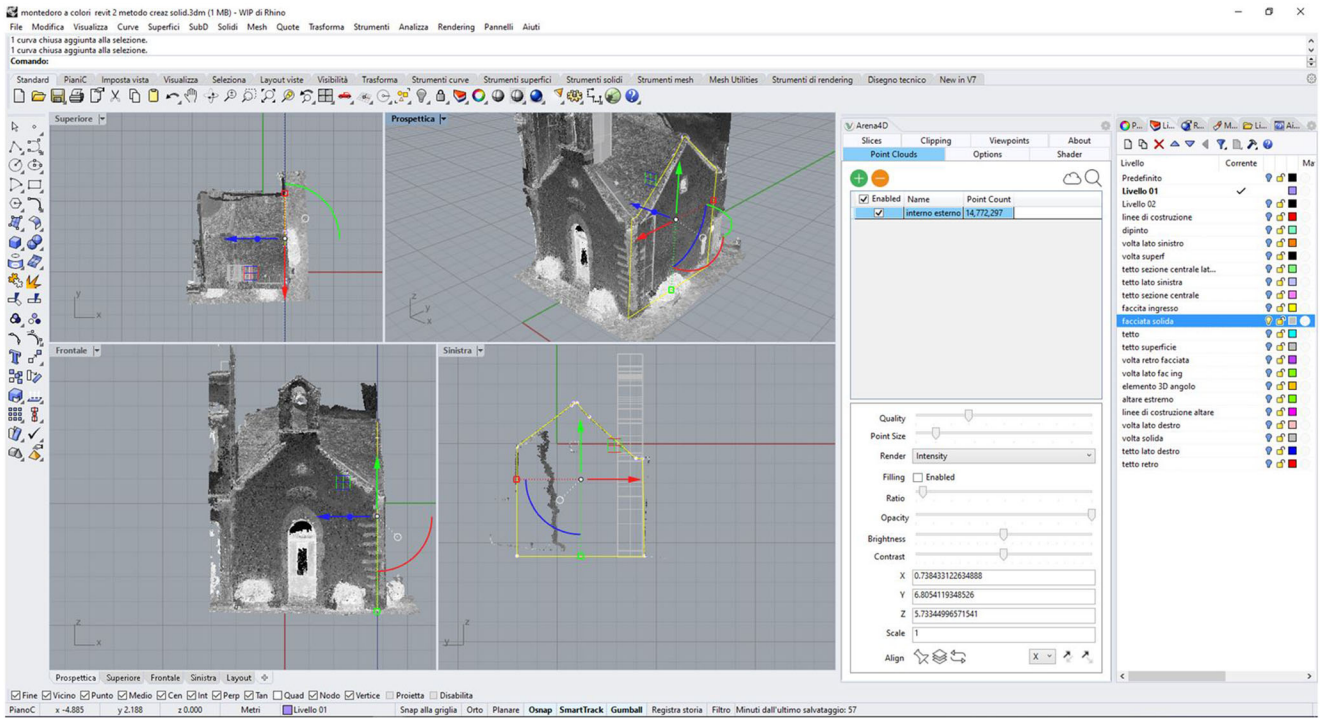 montedoro a colori revit 2 metodo creaz solid.3dm (1 MB) - WIP di Rhino
File Modifica Visualizza Curve Superfici SubD Solidi Mesh Quote Trasforma Strumenti Analizza Rendering Pannelli Aiuti
1 curva chiusa aggiunta alla selezione.
1 curva chiusa aggiunta alla selezione.
Comando:
Standard PianiC Imposta vista Visualizza Seleziona Layout viste Visibilità Trasforma Strumenti curve Strumenti superfici Strumenti solidi Strumenti mesh Mesh Utilities Strumenti di rendering Disegno tecnico New in V7
Superiore
y
x
Prospettica
z
y
x
Frontale
z
x
Sinistra
z
y
Arena4D
Slices Clipping Viewpoints About
Point Clouds Options Shader
Enabled Name Point Count
interno esterno 14,772,297
Quality
Point Size
Render Intensity
Filling Enabled
Ratio
Opacity
Brightness
Contrast
X 0.738433122634888
Y 6.8054119348526
Z 5.73344996571541
Scale 1
Align X
P... Li... R... M... Li... Ai...
Livello Corrente Ma
Predefinito
Livello 01
Livello 02
linee di costruzione
dipinto
volta lato sinistro
volta superf
tetto sezione centrale lat...
tetto lato sinistra
tetto sezione centrale
faccita ingresso
facciata solida
tetto
tetto superficie
volta retro facciata
volta lato fac ing
elemento 3D angolo
altare estremo
linee di costruzione altare
volta lato destro
volta solida
tetto lato destro
tetto retro
Prospettica Superiore Frontale Sinistra Layout
Fine Vicino Punto Medio Cen Int Perp Tan Quad Nodo Vertice Proietta Disabilita
PianoC x -4.885 y 2.188 z 0.000 Metri Livello 01 Snap alla griglia Orto Planare Osnap SmartTrack Gumball Registra storia Filtro Minuti dall'ultimo salvataggio: 57